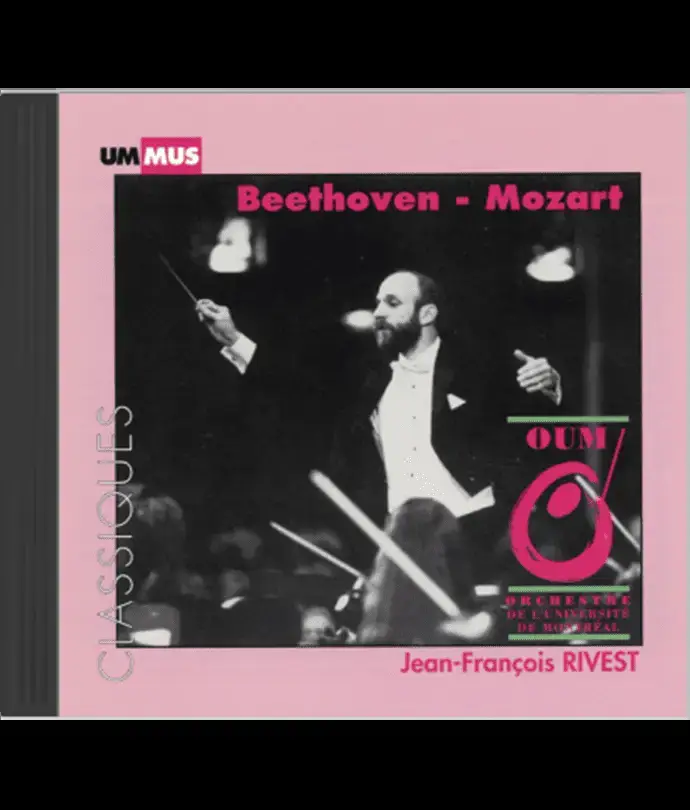 UMMUS
Beethoven - Mozart
CLASSIQUES
OUM
ORCHESTRE
DE L'UNIVERSITÉ
DE MONTRÉAL
Jean-François RIVEST